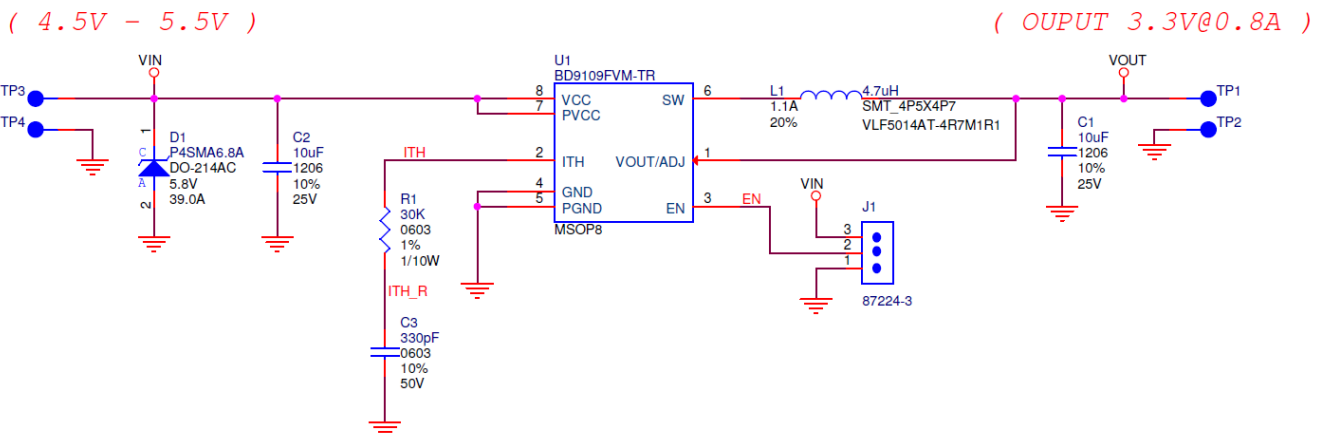 ( 4.5V - 5.5V )
( OUPUT 3.3V@0.8A )
VIN
TP3
TP4
1
C
A
2
D1
P4SMA6.8A
DO-214AC
5.8V
39.0A
C2
10uF
1206
10%
25V
ITH
R1
30K
0603
1%
1/10W
ITH_R
C3
330pF
0603
10%
50V
U1
BD9109FVM-TR
8
VCC
7
PVCC
2
ITH
4
GND
5
PGND
SW
6
VOUT/ADJ
1
EN
3
MSOP8
EN
L1
1.1A
20%
4.7uH
SMT_4P5X4P7
VLF5014AT-4R7M1R1
VIN
J1
3
2
1
87224-3
VOUT
C1
10uF
1206
10%
25V
TP1
TP2